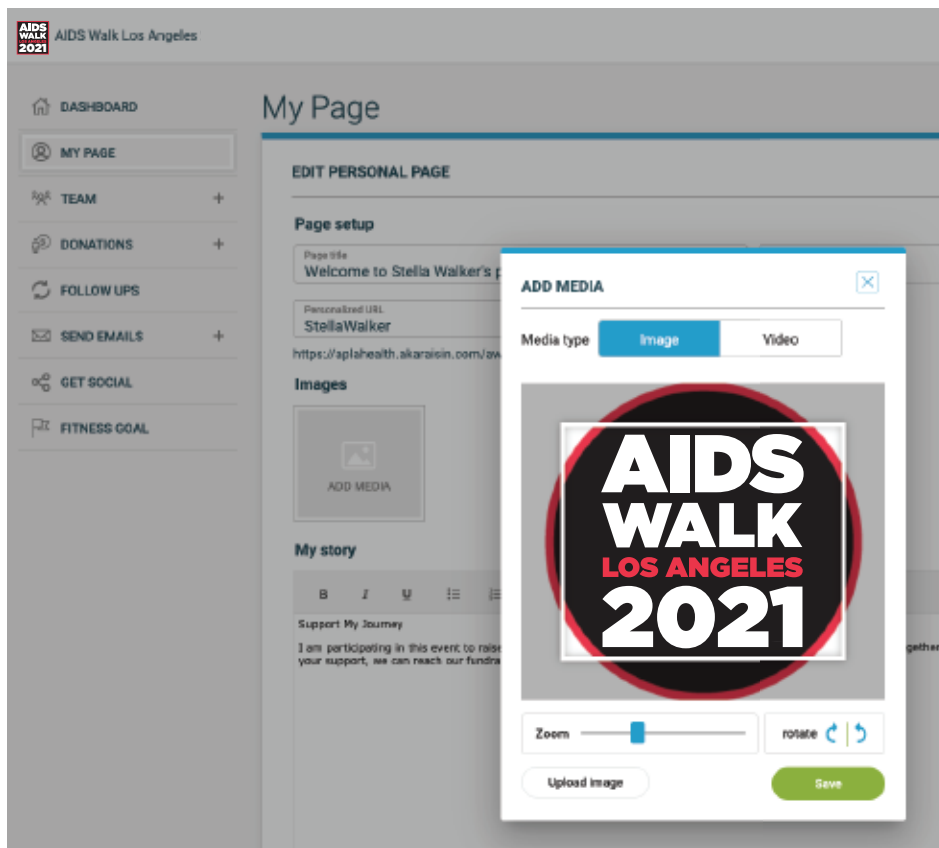 AIDS
WALK
LOS ANGELES
2021
AIDS Walk Los Angeles
DASHBOARD
MY PAGE
TEAM
DONATIONS
FOLLOW UPS
SEND EMAILS
GET SOCIAL
FITNESS GOAL
My Page
EDIT PERSONAL PAGE
Page setup
Page title
Welcome to Stella Walker's p
Personalized URL
StellaWalker
https://aplahealth.akaraisin.com/aw
Images
ADD MEDIA
My story
B I U
Support My Journey
I am participating in this event to raise
gether
your support, we can reach our fundra
ADD MEDIA
Media type Image Video
AIDS
WALK
LOS ANGELES
2021
Zoom rotate
Upload image Save